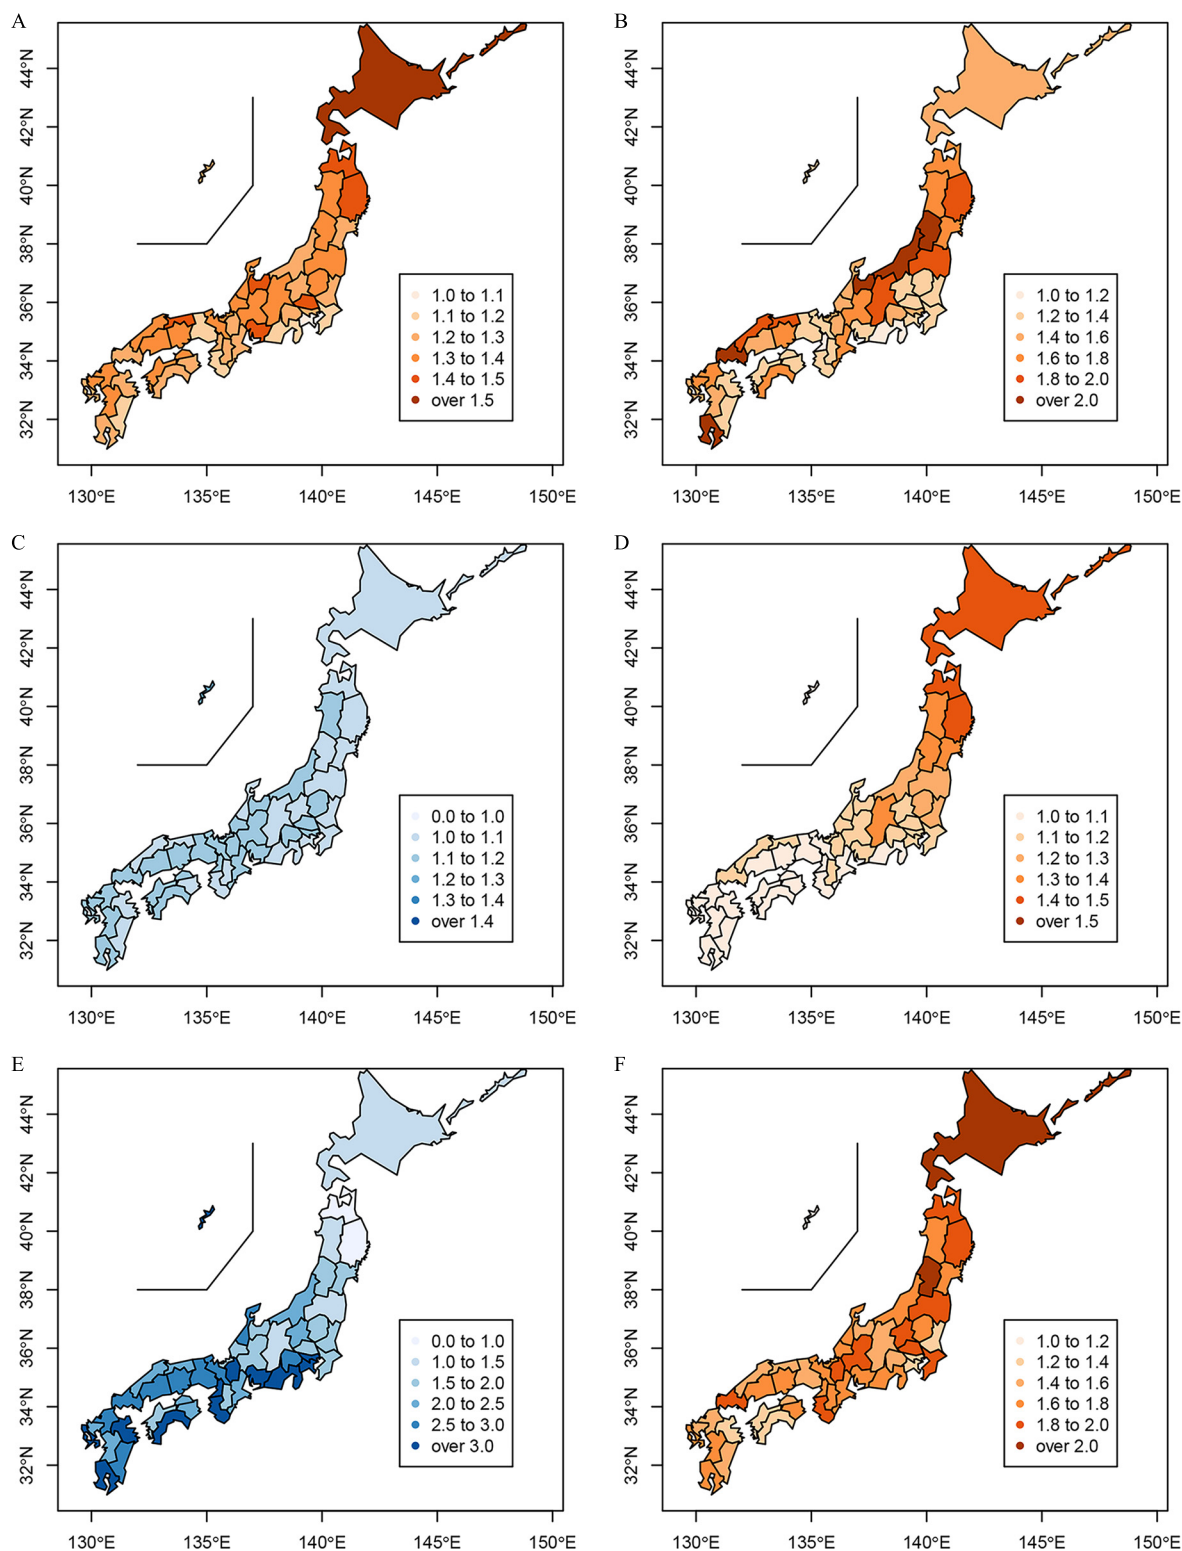 A
44°N
42°N
40°N
38°N
36°N
34°N
32°N
130°E
135°E
140°E
145°E
150°E
1.0 to 1.1
1.1 to 1.2
1.2 to 1.3
1.3 to 1.4
1.4 to 1.5
over 1.5
B
44°N
42°N
40°N
38°N
36°N
34°N
32°N
130°E
135°E
140°E
145°E
150°E
1.0 to 1.2
1.2 to 1.4
1.4 to 1.6
1.6 to 1.8
1.8 to 2.0
over 2.0
C
44°N
42°N
40°N
38°N
36°N
34°N
32°N
130°E
135°E
140°E
145°E
150°E
0.0 to 1.0
1.0 to 1.1
1.1 to 1.2
1.2 to 1.3
1.3 to 1.4
over 1.4
D
44°N
42°N
40°N
38°N
36°N
34°N
32°N
130°E
135°E
140°E
145°E
150°E
1.0 to 1.1
1.1 to 1.2
1.2 to 1.3
1.3 to 1.4
1.4 to 1.5
over 1.5
E
44°N
42°N
40°N
38°N
36°N
34°N
32°N
130°E
135°E
140°E
145°E
150°E
0.0 to 1.0
1.0 to 1.5
1.5 to 2.0
2.0 to 2.5
2.5 to 3.0
over 3.0
F
44°N
42°N
40°N
38°N
36°N
34°N
32°N
130°E
135°E
140°E
145°E
150°E
1.0 to 1.2
1.2 to 1.4
1.4 to 1.6
1.6 to 1.8
1.8 to 2.0
over 2.0